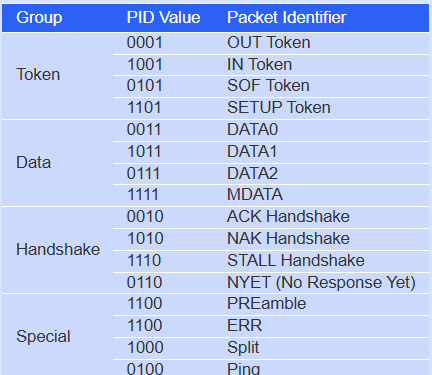 Group PID Value Packet Identifier
Token
0001 OUT Token
1001 IN Token
0101 SOF Token
1101 SETUP Token
Data
0011 DATA0
1011 DATA1
0111 DATA2
1111 MDATA
Handshake
0010 ACK Handshake
1010 NAK Handshake
1110 STALL Handshake
0110 NYET (No Response Yet)
Special
1100 PREamble
1100 ERR
1000 Split
0100 Ping